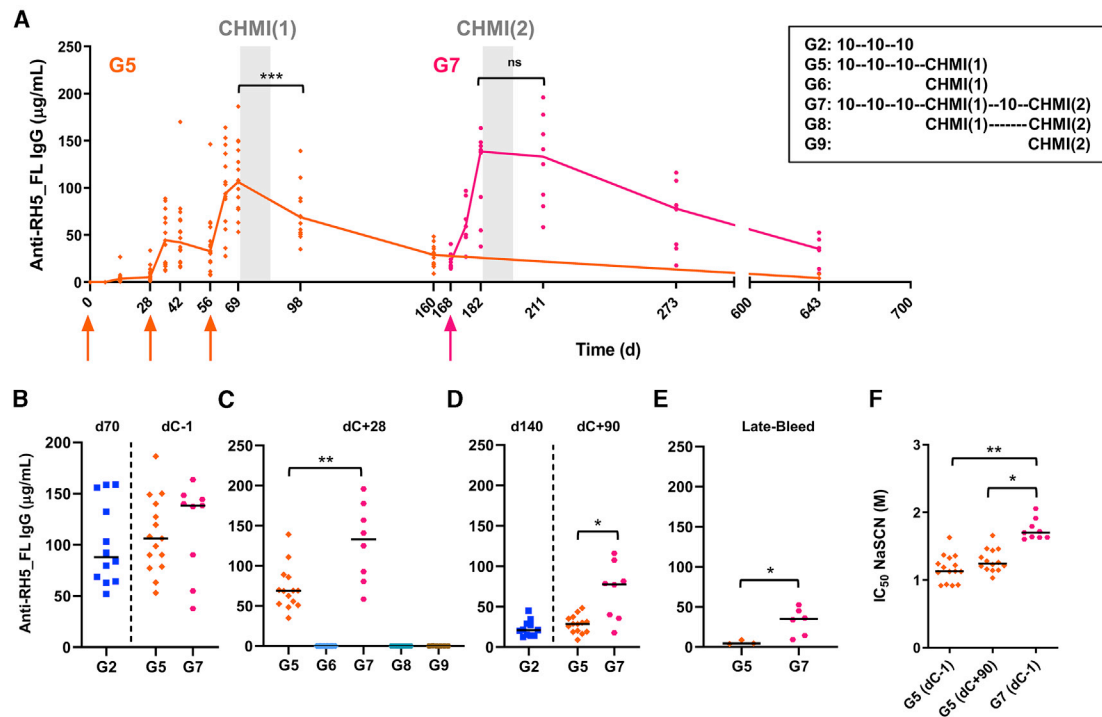 A
CHMI(1)
CHMI(2)
G5
G7
***
ns
Anti-RH5_FL IgG (µg/mL)
250
200
150
100
50
0
0
28
42
56
69
98
160
168
182
211
273
600
643
700
Time (d)
G2: 10--10--10
G5: 10--10--10--CHMI(1)
G6: CHMI(1)
G7: 10--10--10--CHMI(1)--10--CHMI(2)
G8: CHMI(1)-------CHMI(2)
G9: CHMI(2)
B
d70
dC-1
Anti-RH5_FL IgG (µg/mL)
200
150
100
50
0
G2
G5
G7
C
dC+28
**
250
200
150
100
50
0
G5
G6
G7
G8
G9
D
d140
dC+90
*
250
200
150
100
50
0
G2
G5
G7
E
Late-Bleed
*
250
200
150
100
50
0
G5
G7
F
**
*
IC50 NaSCN (M)
3
2
1
0
G5 (dC-1)
G5 (dC+90)
G7 (dC-1)